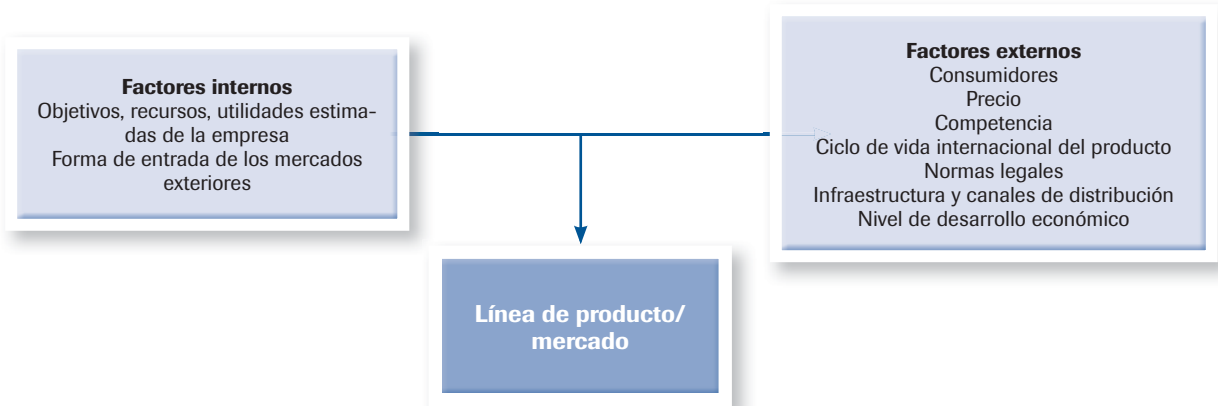 Factores internos
Objetivos, recursos, utilidades estima-
das de la empresa
Forma de entrada de los mercados
exteriores
Factores externos
Consumidores
Precio
Competencia
Ciclo de vida internacional del producto
Normas legales
Infraestructura y canales de distribución
Nivel de desarrollo económico
Línea de producto/
mercado